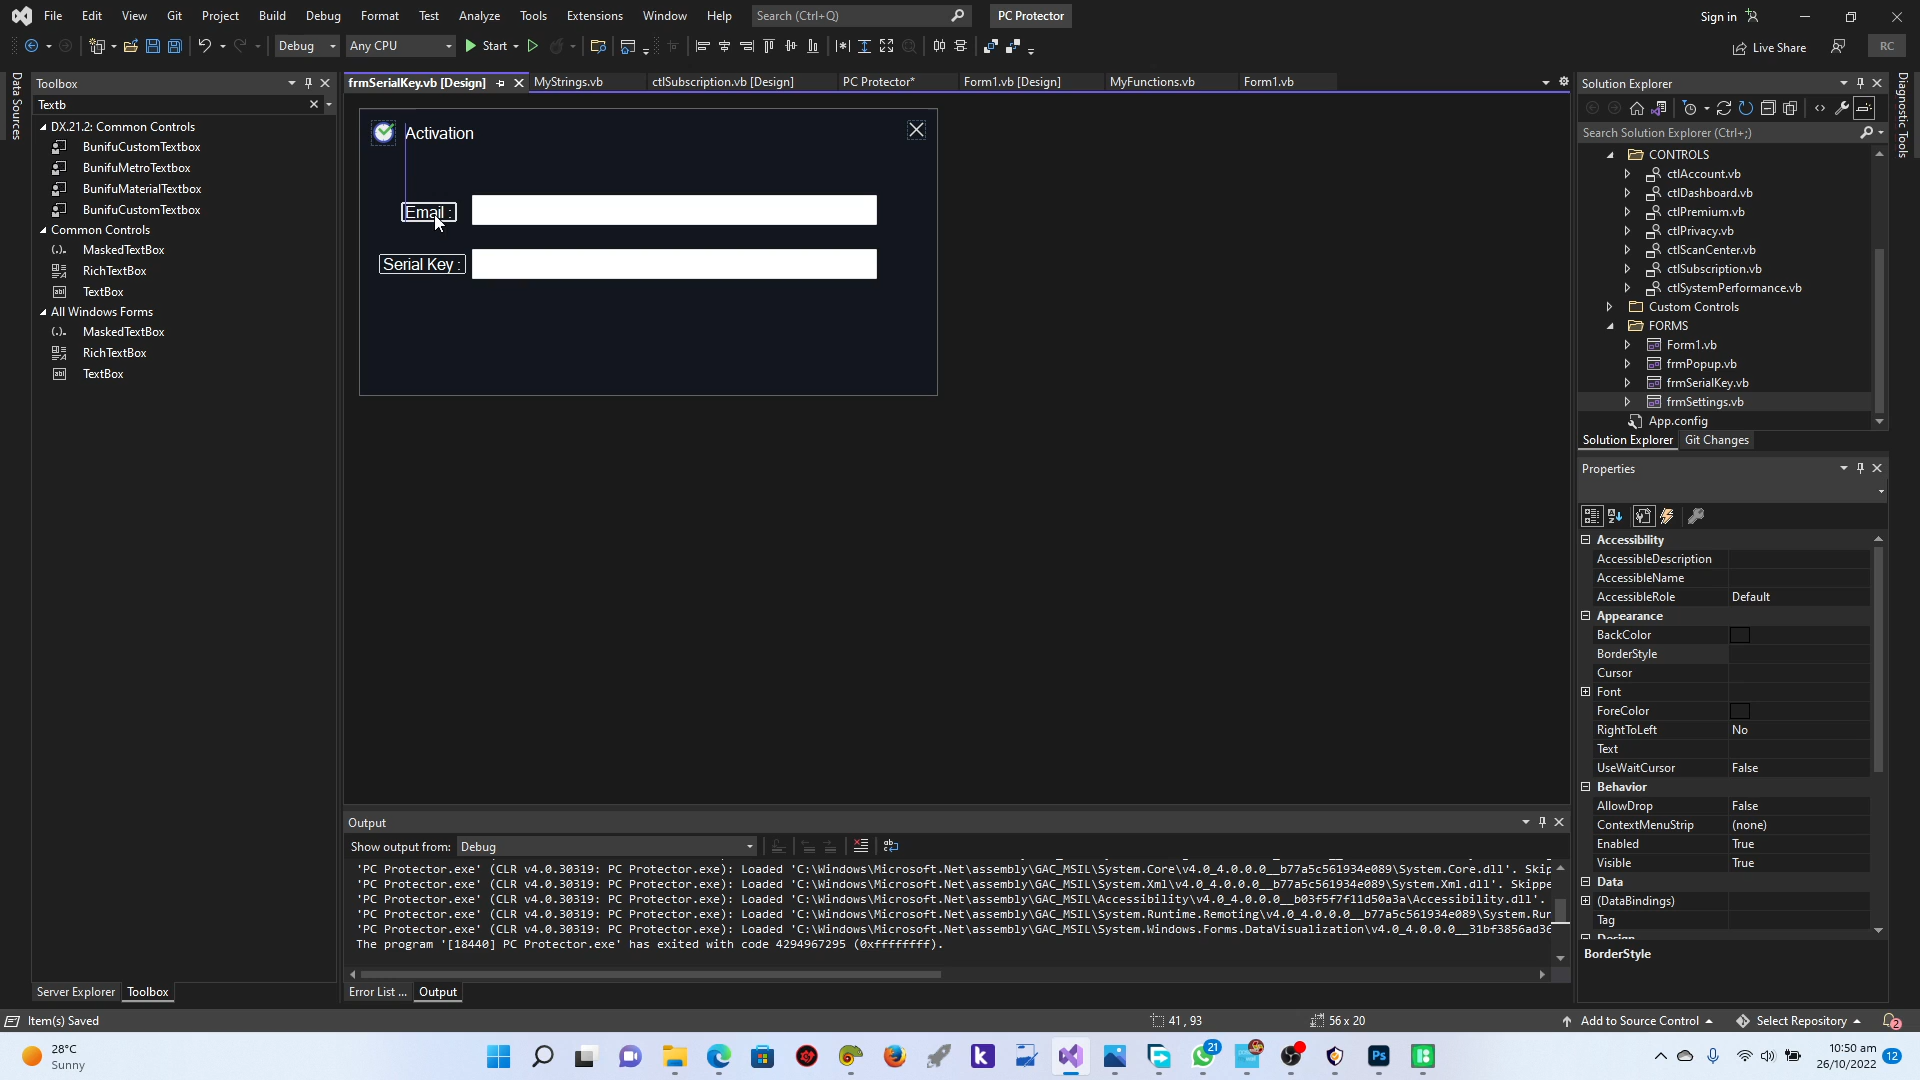 File Edit View Git Project Build Debug Format Test Analyze Tools Extensions Window Help Search (Ctrl+Q) PC Protector Sign in
Debug Any CPU Start Live Share RC
Data Sources
Toolbox
Textb
DX.21.2: Common Controls
BunifuCustomTextbox
BunifuMetroTextbox
BunifuMaterialTextbox
BunifuCustomTextbox
Common Controls
MaskedTextBox
RichTextBox
TextBox
All Windows Forms
MaskedTextBox
RichTextBox
TextBox
Server Explorer Toolbox
frmSerialKey.vb [Design] MyStrings.vb ctlSubscription.vb [Design] PC Protector* Form1.vb [Design] MyFunctions.vb Form1.vb
Activation
Email :
Serial Key :
Output
Show output from: Debug
'PC Protector.exe' (CLR v4.0.30319: PC Protector.exe): Loaded 'C:\Windows\Microsoft.Net\assembly\GAC_MSIL\System.Core\v4.0_4.0.0.0__b77a5c561934e089\System.Core.dll'. Skip
'PC Protector.exe' (CLR v4.0.30319: PC Protector.exe): Loaded 'C:\Windows\Microsoft.Net\assembly\GAC_MSIL\System.Xml\v4.0_4.0.0.0__b77a5c561934e089\System.Xml.dll'. Skippe
'PC Protector.exe' (CLR v4.0.30319: PC Protector.exe): Loaded 'C:\Windows\Microsoft.Net\assembly\GAC_MSIL\Accessibility\v4.0_4.0.0.0__b03f5f7f11d50a3a\Accessibility.dll'.
'PC Protector.exe' (CLR v4.0.30319: PC Protector.exe): Loaded 'C:\Windows\Microsoft.Net\assembly\GAC_MSIL\System.Runtime.Remoting\v4.0_4.0.0.0__b77a5c561934e089\System.Run
'PC Protector.exe' (CLR v4.0.30319: PC Protector.exe): Loaded 'C:\Windows\Microsoft.Net\assembly\GAC_MSIL\System.Windows.Forms.DataVisualization\v4.0_4.0.0.0__31bf3856ad36
The program '[18440] PC Protector.exe' has exited with code 4294967295 (0xffffffff).
Error List ... Output
Solution Explorer
Search Solution Explorer (Ctrl+;)
CONTROLS
ctlAccount.vb
ctlDashboard.vb
ctlPremium.vb
ctlPrivacy.vb
ctlScanCenter.vb
ctlSubscription.vb
ctlSystemPerformance.vb
Custom Controls
FORMS
Form1.vb
frmPopup.vb
frmSerialKey.vb
frmSettings.vb
App.config
Solution Explorer Git Changes
Properties
Accessibility
AccessibleDescription
AccessibleName
AccessibleRole Default
Appearance
BackColor
BorderStyle
Cursor
Font
ForeColor
RightToLeft No
Text
UseWaitCursor False
Behavior
AllowDrop False
ContextMenuStrip (none)
Enabled True
Visible True
Data
(DataBindings)
Tag
Design
BorderStyle
Diagnostic Tools
Item(s) Saved 41 , 93 56 x 20 Add to Source Control Select Repository 2
28°C
Sunny
k
21
Ps
10:50 am
26/10/2022
12